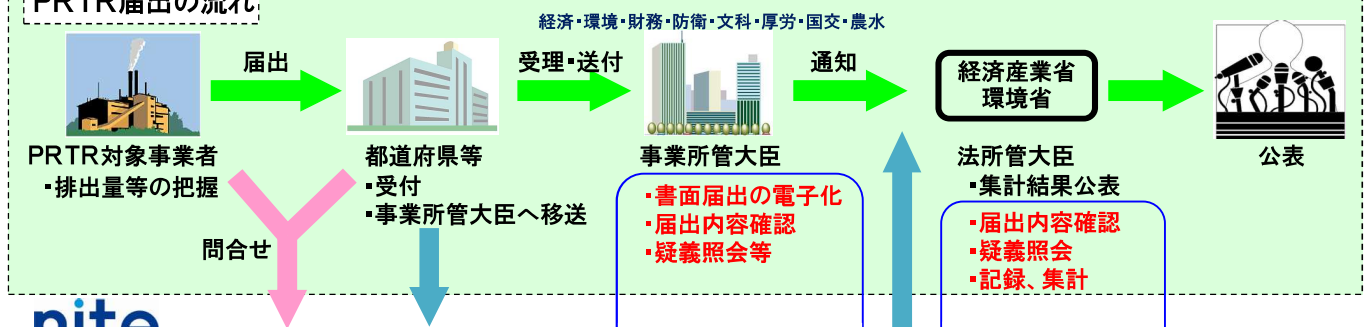 PRTR届出の流れ
経済・環境・財務・防衛・文科・厚労・国交・農水
届出
受理・送付
通知
経済産業省
環境省
PRTR対象事業者
・排出量等の把握
都道府県等
・受付
・事業所管大臣へ移送
事業所管大臣
・書面届出の電子化
・届出内容確認
・疑義照会等
法所管大臣
・集計結果公表
・届出内容確認
・疑義照会
・記録、集計
公表
問合せ
nite